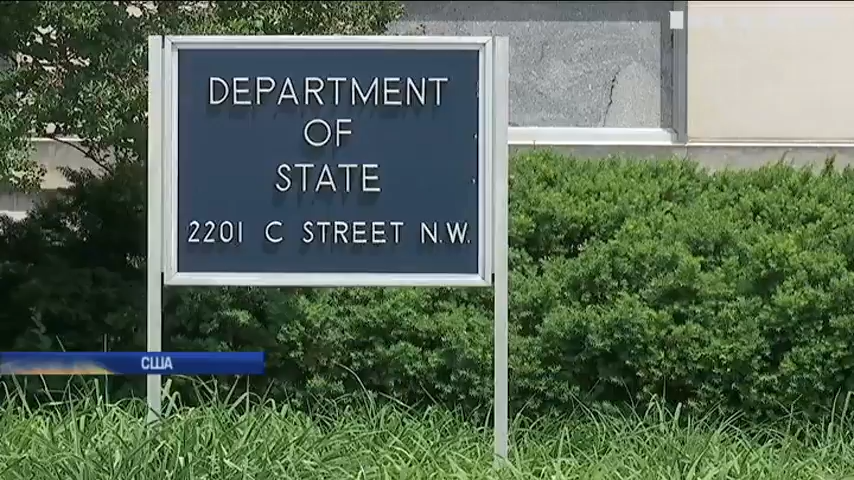 DEPARTMENT
OF
STATE
2201 C STREET N.W.
США